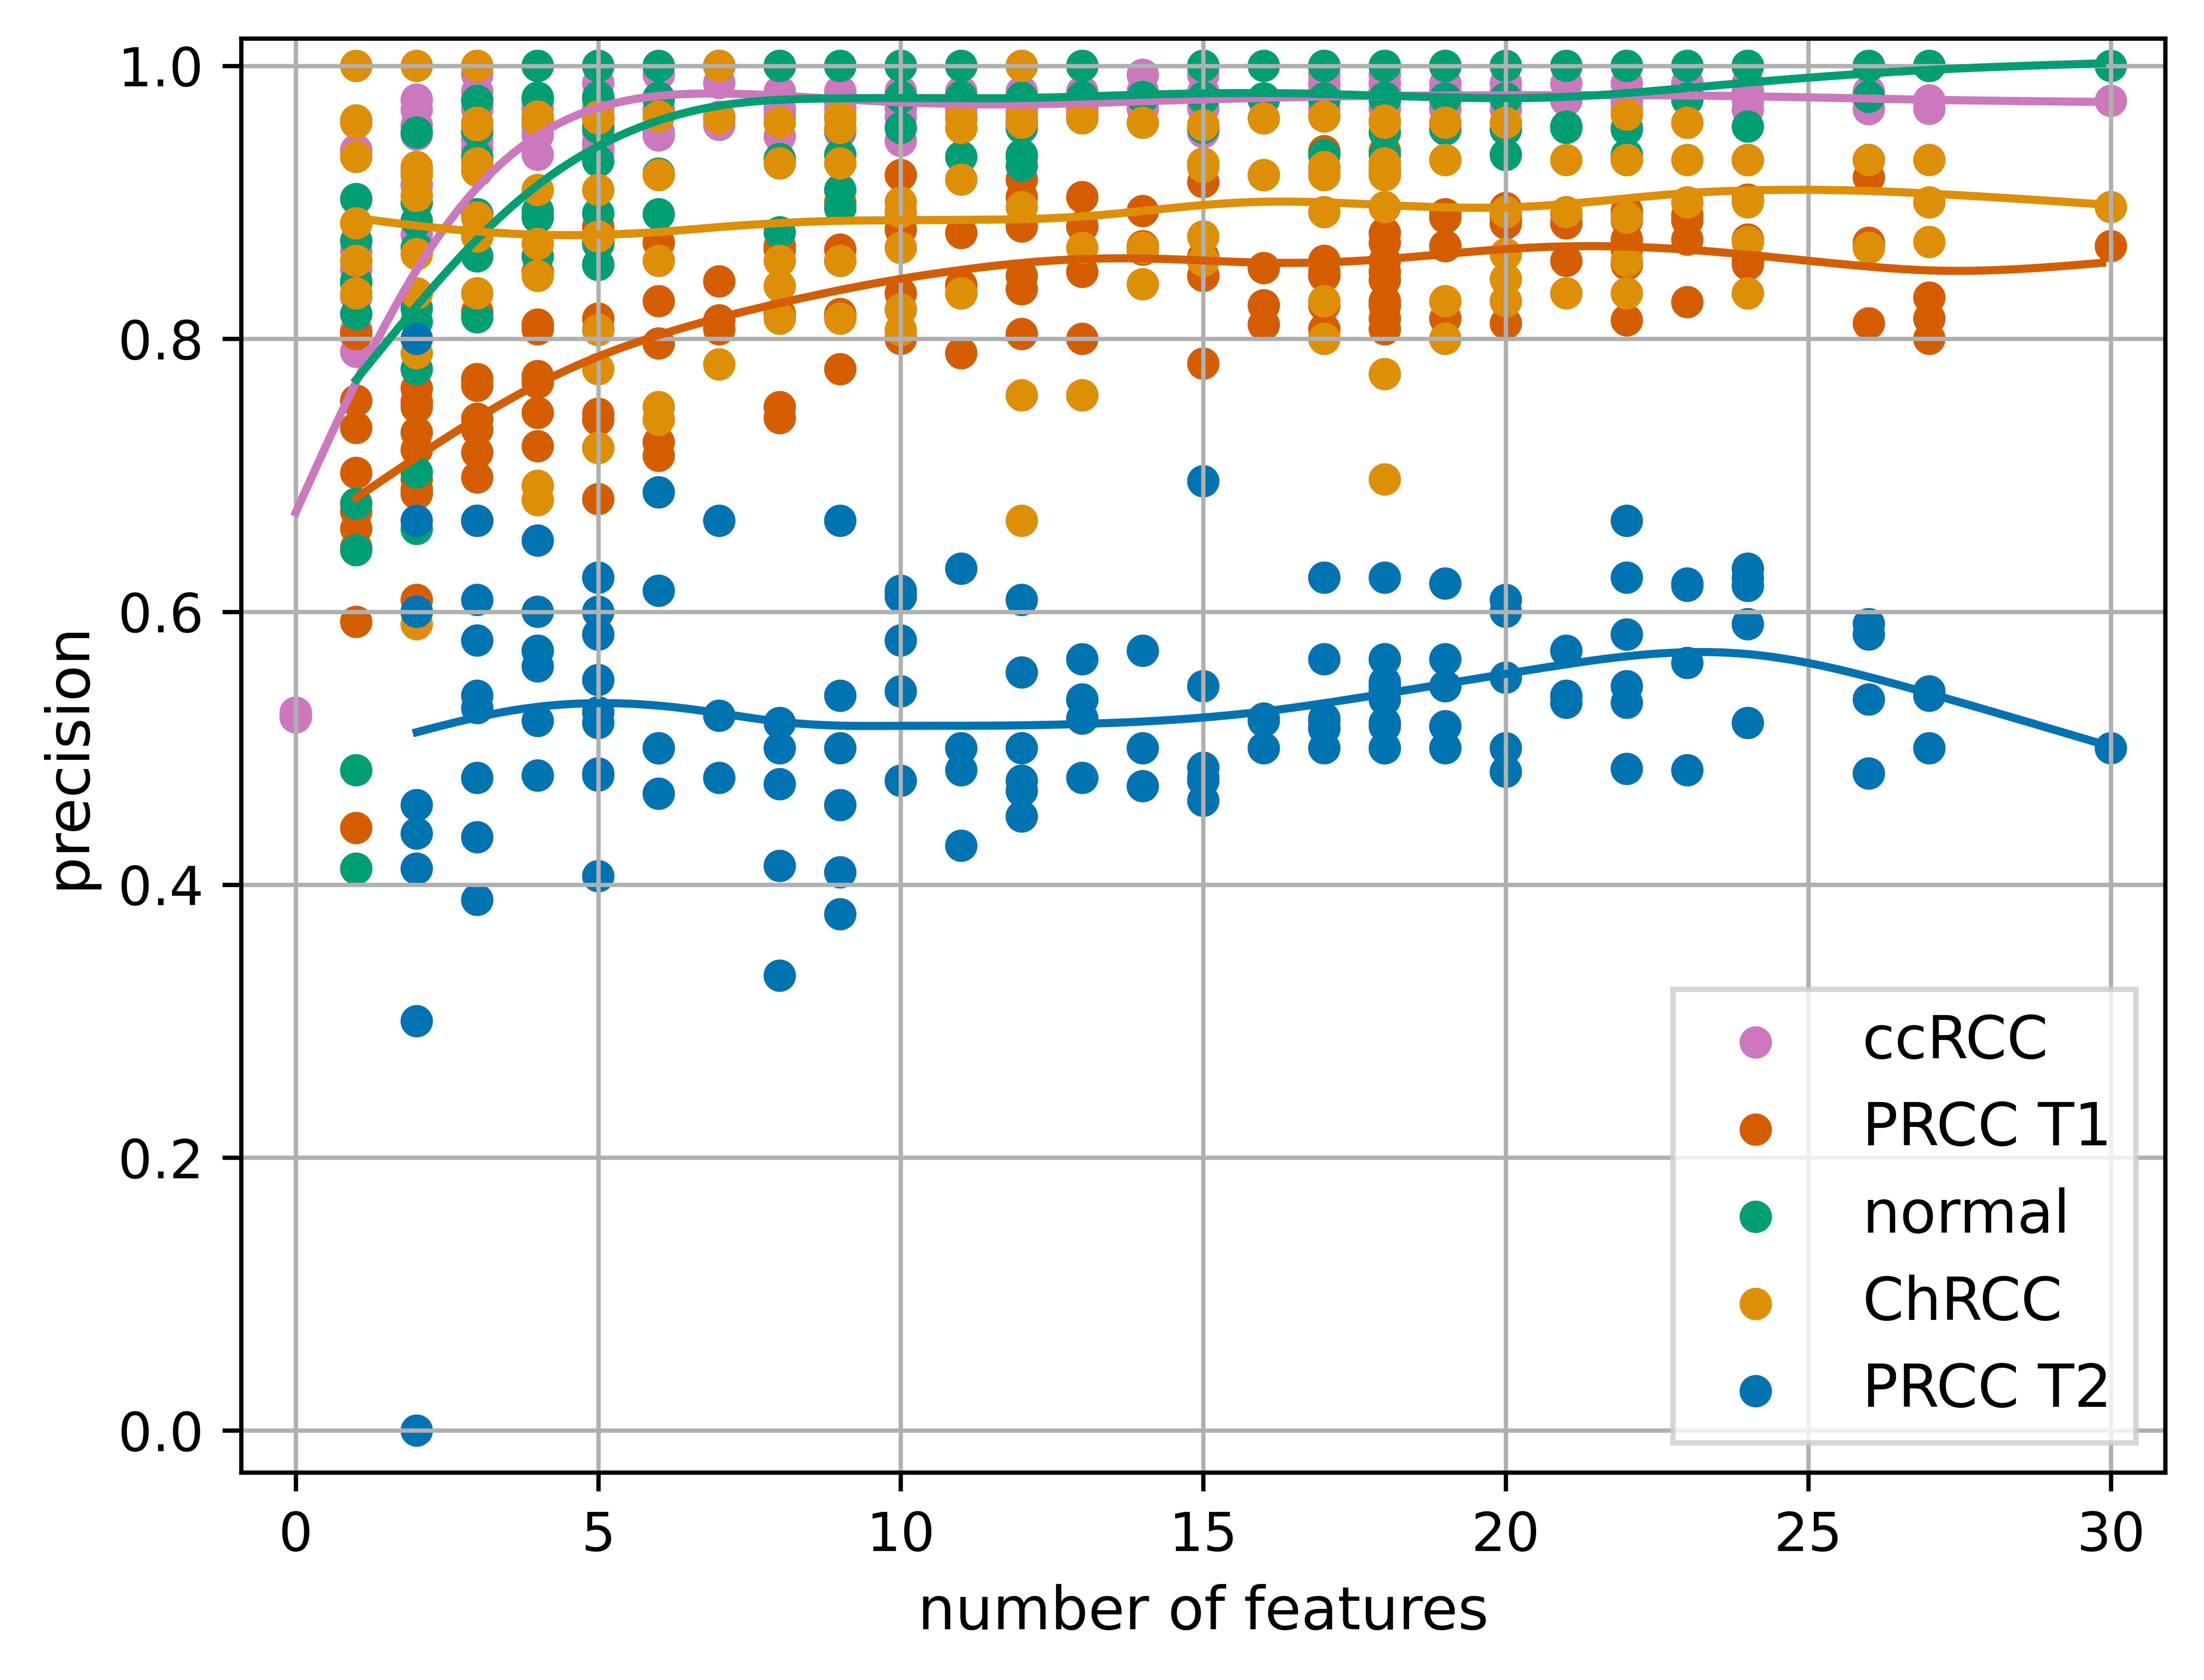 1.0
0.8
0.6
0.4
0.2
0.0
precision
ccRCC
PRCC T1
normal
ChRCC
PRCC T2
0 5 10 15 20 25 30
number of features